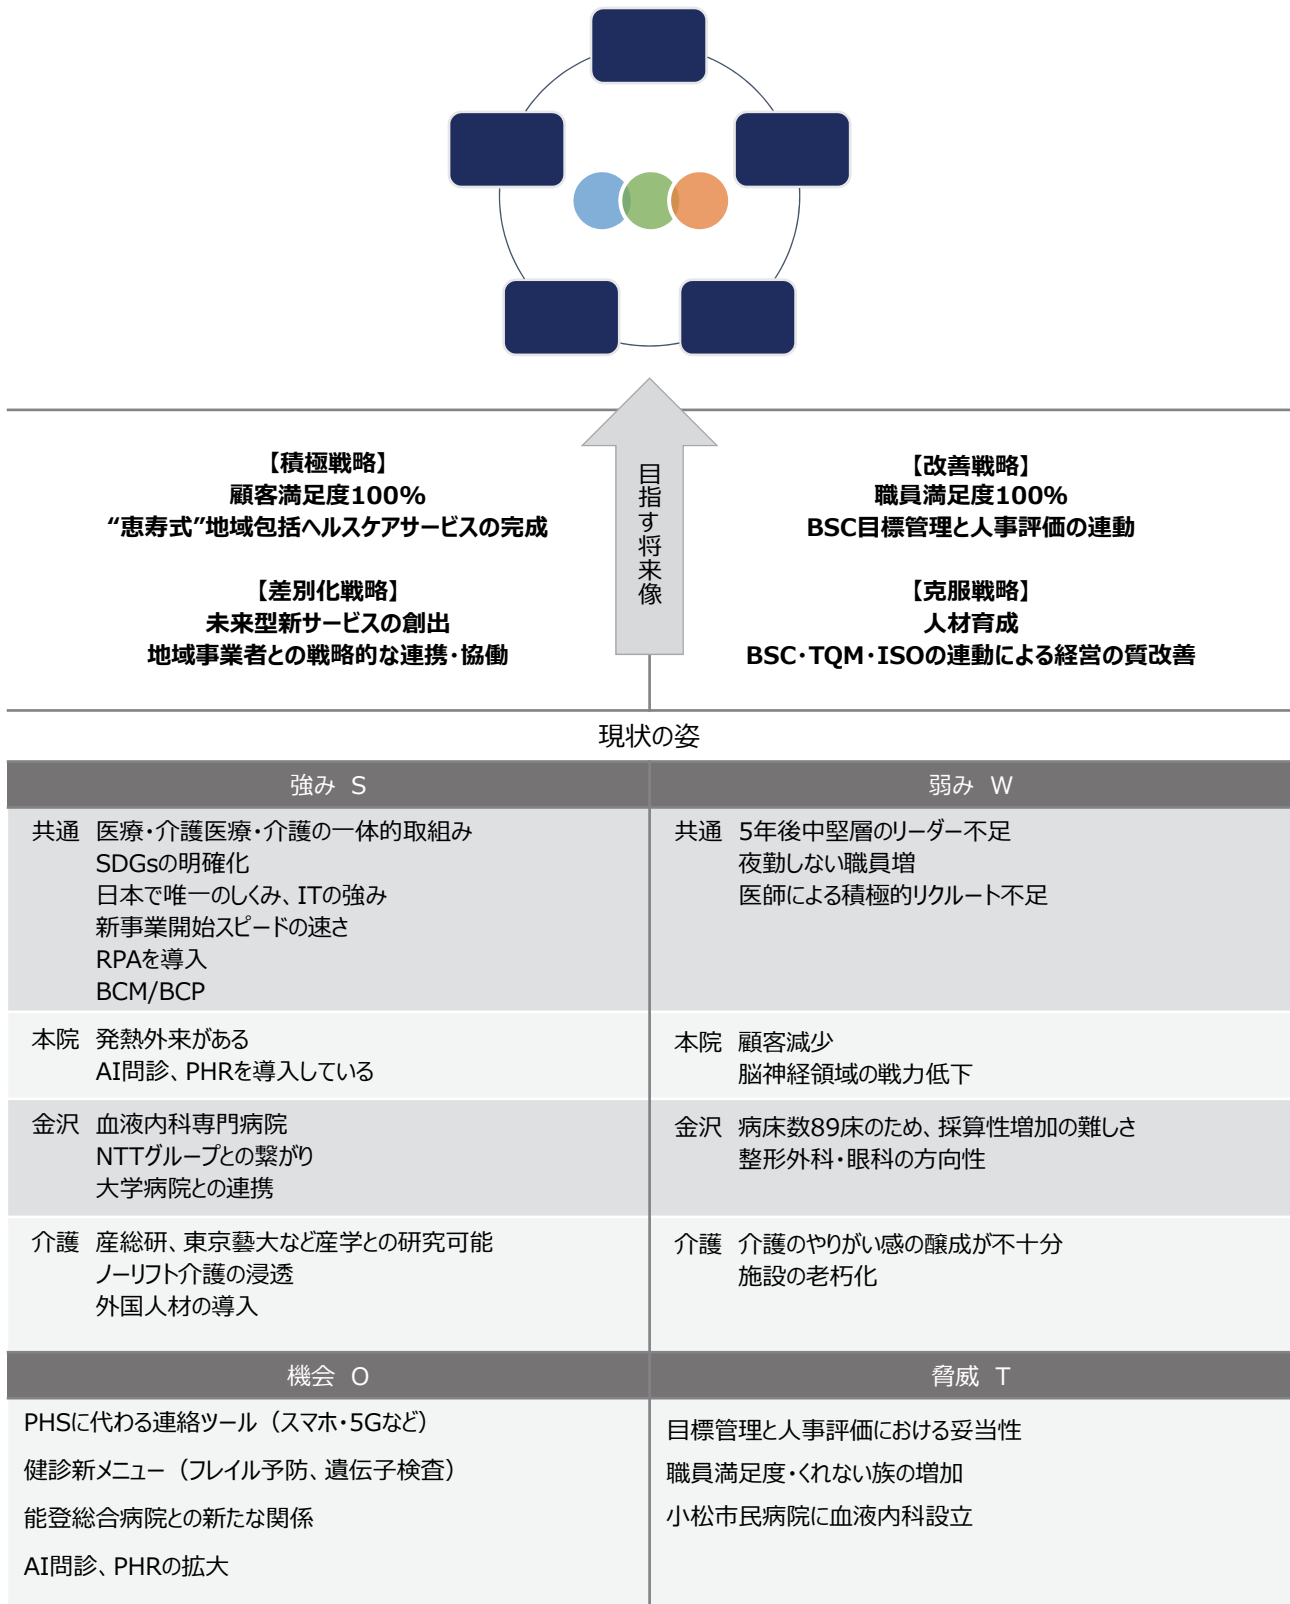 【積極戦略】
顧客満足度100%
“恵寿式”地域包括ヘルスケアサービスの完成
【差別化戦略】
未来型新サービスの創出
地域事業者との戦略的な連携・協働
目指す将来像
【改善戦略】
職員満足度100%
BSC目標管理と人事評価の連動
【克服戦略】
人材育成
BSC・TQM・ISOの連動による経営の質改善
現状の姿
強み S
共通 医療・介護医療・介護の一体的取組み
SDGsの明確化
日本で唯一のしくみ、ITの強み
新事業開始スピードの速さ
RPAを導入
BCM/BCP
本院 発熱外来がある
AI問診、PHRを導入している
金沢 血液内科専門病院
NTTグループとの繋がり
大学病院との連携
介護 産総研、東京藝大など産学との研究可能
ノーリフト介護の浸透
外国人材の導入
弱み W
共通 5年後中堅層のリーダー不足
夜勤しない職員増
医師による積極的リクルート不足
本院 顧客減少
脳神経領域の戦力低下
金沢 病床数89床のため、採算性増加の難しさ
整形外科・眼科の方向性
介護 介護のやりがい感の醸成が不十分
施設の老朽化
機会 O
PHSに代わる連絡ツール（スマホ・5Gなど）
健診新メニュー（フレイル予防、遺伝子検査）
能登総合病院との新たな関係
AI問診、PHRの拡大
脅威 T
目標管理と人事評価における妥当性
職員満足度・くれない族の増加
小松市民病院に血液内科設立